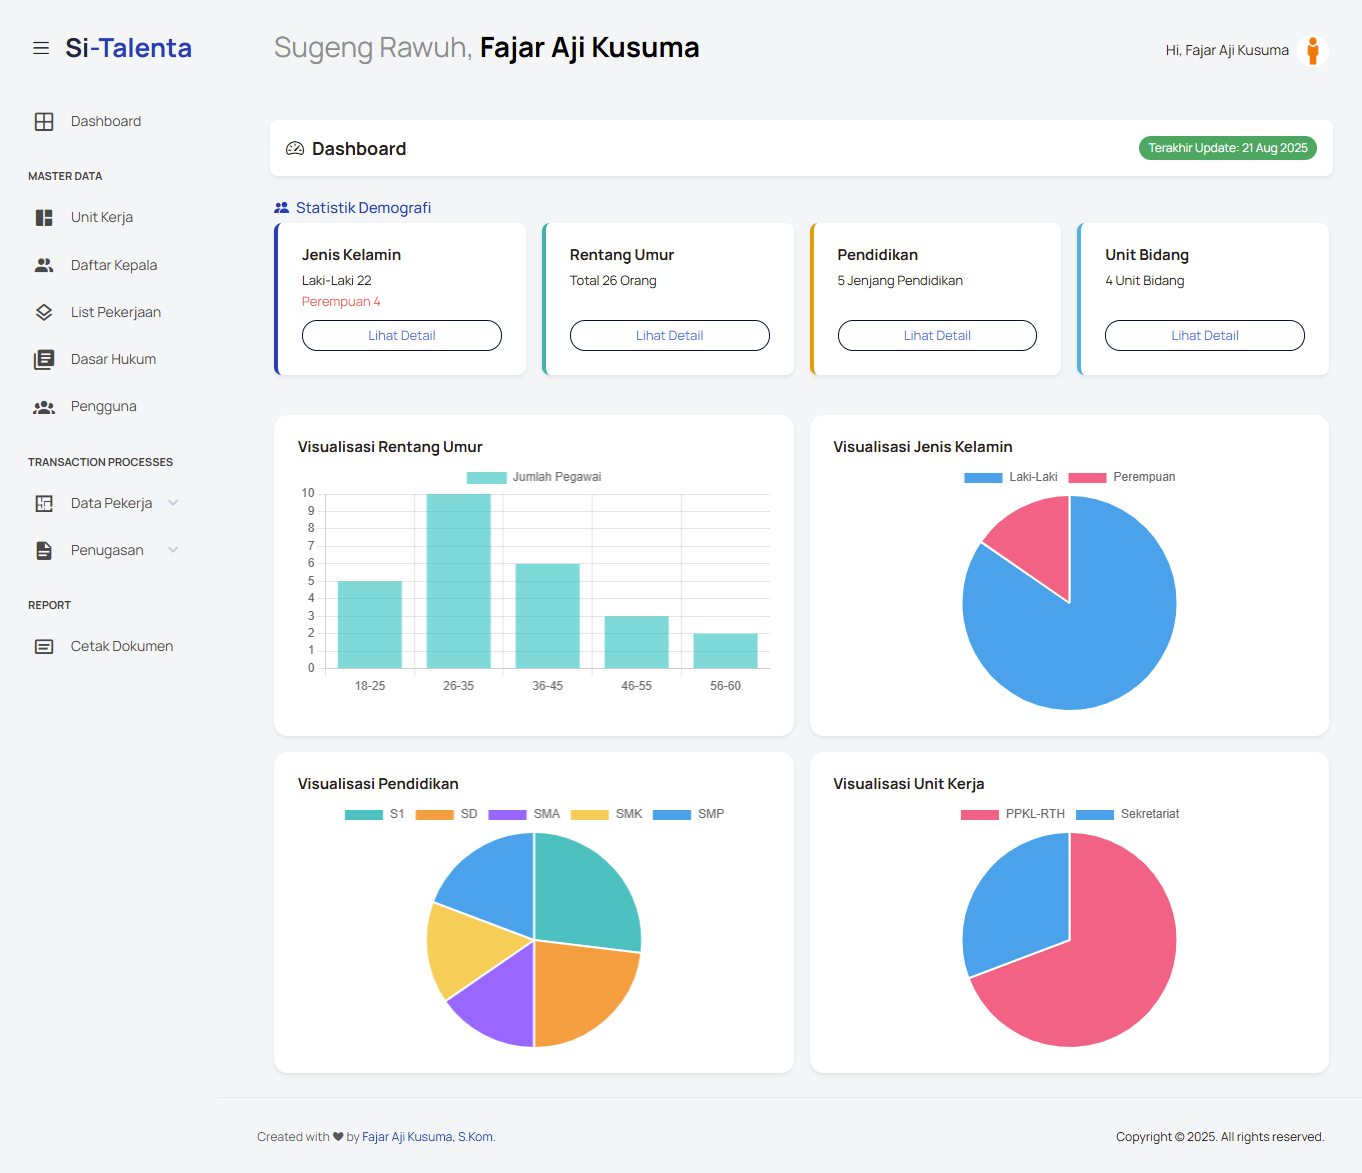 Si-Talenta
Sugeng Rawuh, Fajar Aji Kusuma
Hi, Fajar Aji Kusuma
Dashboard
MASTER DATA
Unit Kerja
Daftar Kepala
List Pekerjaan
Dasar Hukum
Pengguna
TRANSACTION PROCESSES
Data Pekerja
Penugasan
REPORT
Cetak Dokumen
Dashboard
Terakhir Update: 21 Aug 2025
Statistik Demografi
Jenis Kelamin
Laki-Laki 22
Perempuan 4
Lihat Detail
Rentang Umur
Total 26 Orang
Lihat Detail
Pendidikan
5 Jenjang Pendidikan
Lihat Detail
Unit Bidang
4 Unit Bidang
Lihat Detail
Visualisasi Rentang Umur
Jumlah Pegawai
10
9
8
7
6
5
4
3
2
1
0
18-25 26-35 36-45 46-55 56-60
Visualisasi Jenis Kelamin
Laki-Laki Perempuan
Visualisasi Pendidikan
S1 SD SMA SMK SMP
Visualisasi Unit Kerja
PPKL-RTH Sekretariat
Created with ❤ by Fajar Aji Kusuma, S.Kom.
Copyright © 2025. All rights reserved.